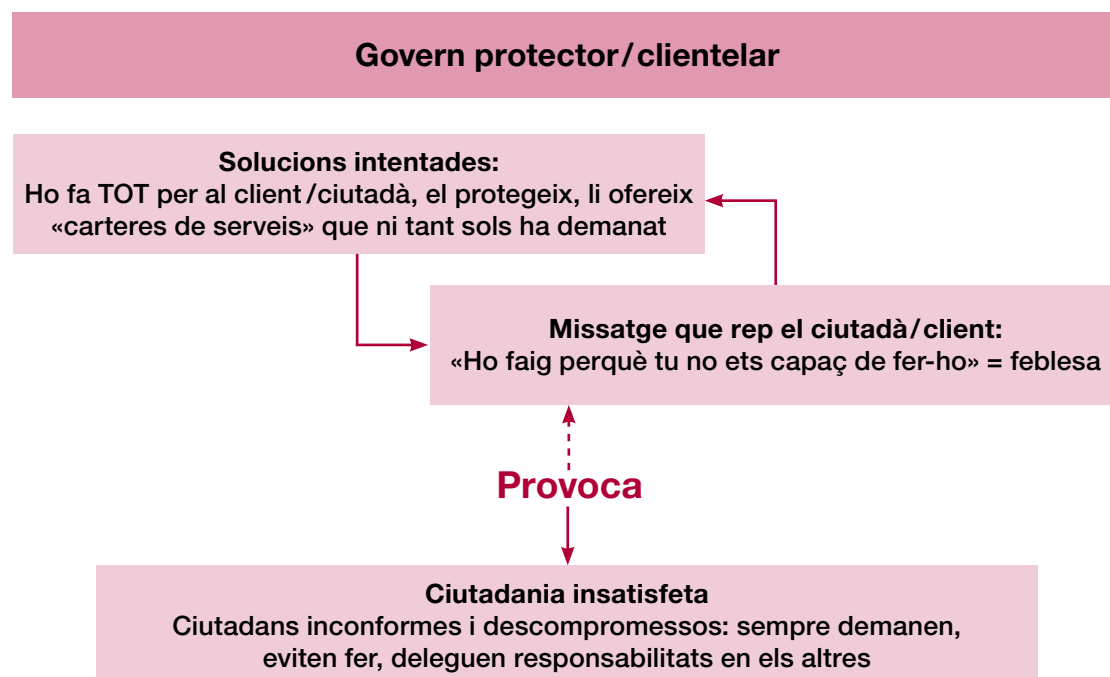 Govern protector/clientelar
Solucions intentades:
Ho fa TOT per al client/ciutadà, el protegeix, li ofereix
«carteres de serveis» que ni tant sols ha demanat
Missatge que rep el ciutadà/client:
«Ho faig perquè tu no ets capaç de fer-ho» = feblesa
Provoca
Ciutadania insatisfeta
Ciutadans inconformes i descompromessos: sempre demanen,
eviten fer, deleguen responsabilitats en els altres